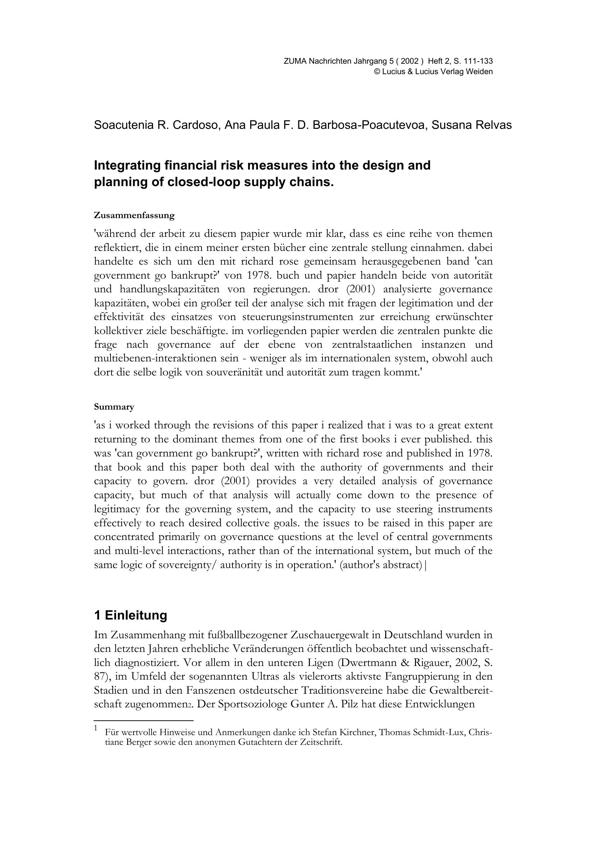 ZUMA Nachrichten Jahrgang 5 ( 2002 ) Heft 2, S. 111-133
© Lucius & Lucius Verlag Weiden
Soacutenia R. Cardoso, Ana Paula F. D. Barbosa-Poacutevoa, Susana Relvas
Integrating financial risk measures into the design and
planning of closed-loop supply chains.
Zusammenfassung
'während der arbeit zu diesem papier wurde mir klar, dass es eine reihe von themen
reflektiert, die in einem meiner ersten bücher eine zentrale stellung einnahmen. dabei
handelte es sich um den mit richard rose gemeinsam herausgegebenen band 'can
government go bankrupt?' von 1978. buch und papier handeln beide von autorität
und handlungskapazitäten von regierungen. dror (2001) analysierte governance
kapazitäten, wobei ein großer teil der analyse sich mit fragen der legitimation und der
effektivität des einsatzes von steuerungsinstrumenten zur erreichung erwünschter
kollektiver ziele beschäftigte. im vorliegenden papier werden die zentralen punkte die
frage nach governance auf der ebene von zentralstaatlichen instanzen und
multiebenen-interaktionen sein - weniger als im internationalen system, obwohl auch
dort die selbe logik von souveränität und autorität zum tragen kommt.'
Summary
'as i worked through the revisions of this paper i realized that i was to a great extent
returning to the dominant themes from one of the first books i ever published. this
was 'can government go bankrupt?', written with richard rose and published in 1978.
that book and this paper both deal with the authority of governments and their
capacity to govern. dror (2001) provides a very detailed analysis of governance
capacity, but much of that analysis will actually come down to the presence of
legitimacy for the governing system, and the capacity to use steering instruments
effectively to reach desired collective goals. the issues to be raised in this paper are
concentrated primarily on governance questions at the level of central governments
and multi-level interactions, rather than of the international system, but much of the
same logic of sovereignty/ authority is in operation.' (author's abstract)|
1 Einleitung
Im Zusammenhang mit fußballbezogener Zuschauergewalt in Deutschland wurden in
den letzten Jahren erhebliche Veränderungen öffentlich beobachtet und wissenschaft-
lich diagnostiziert. Vor allem in den unteren Ligen (Dwertmann & Rigauer, 2002, S.
87), im Umfeld der sogenannten Ultras als vielerorts aktivste Fangruppierung in den
Stadien und in den Fanszenen ostdeutscher Traditionsvereine habe die Gewaltbereit-
schaft zugenommen2. Der Sportsoziologe Gunter A. Pilz hat diese Entwicklungen
1 Für wertvolle Hinweise und Anmerkungen danke ich Stefan Kirchner, Thomas Schmidt-Lux, Chris-
tiane Berger sowie den anonymen Gutachtern der Zeitschrift.